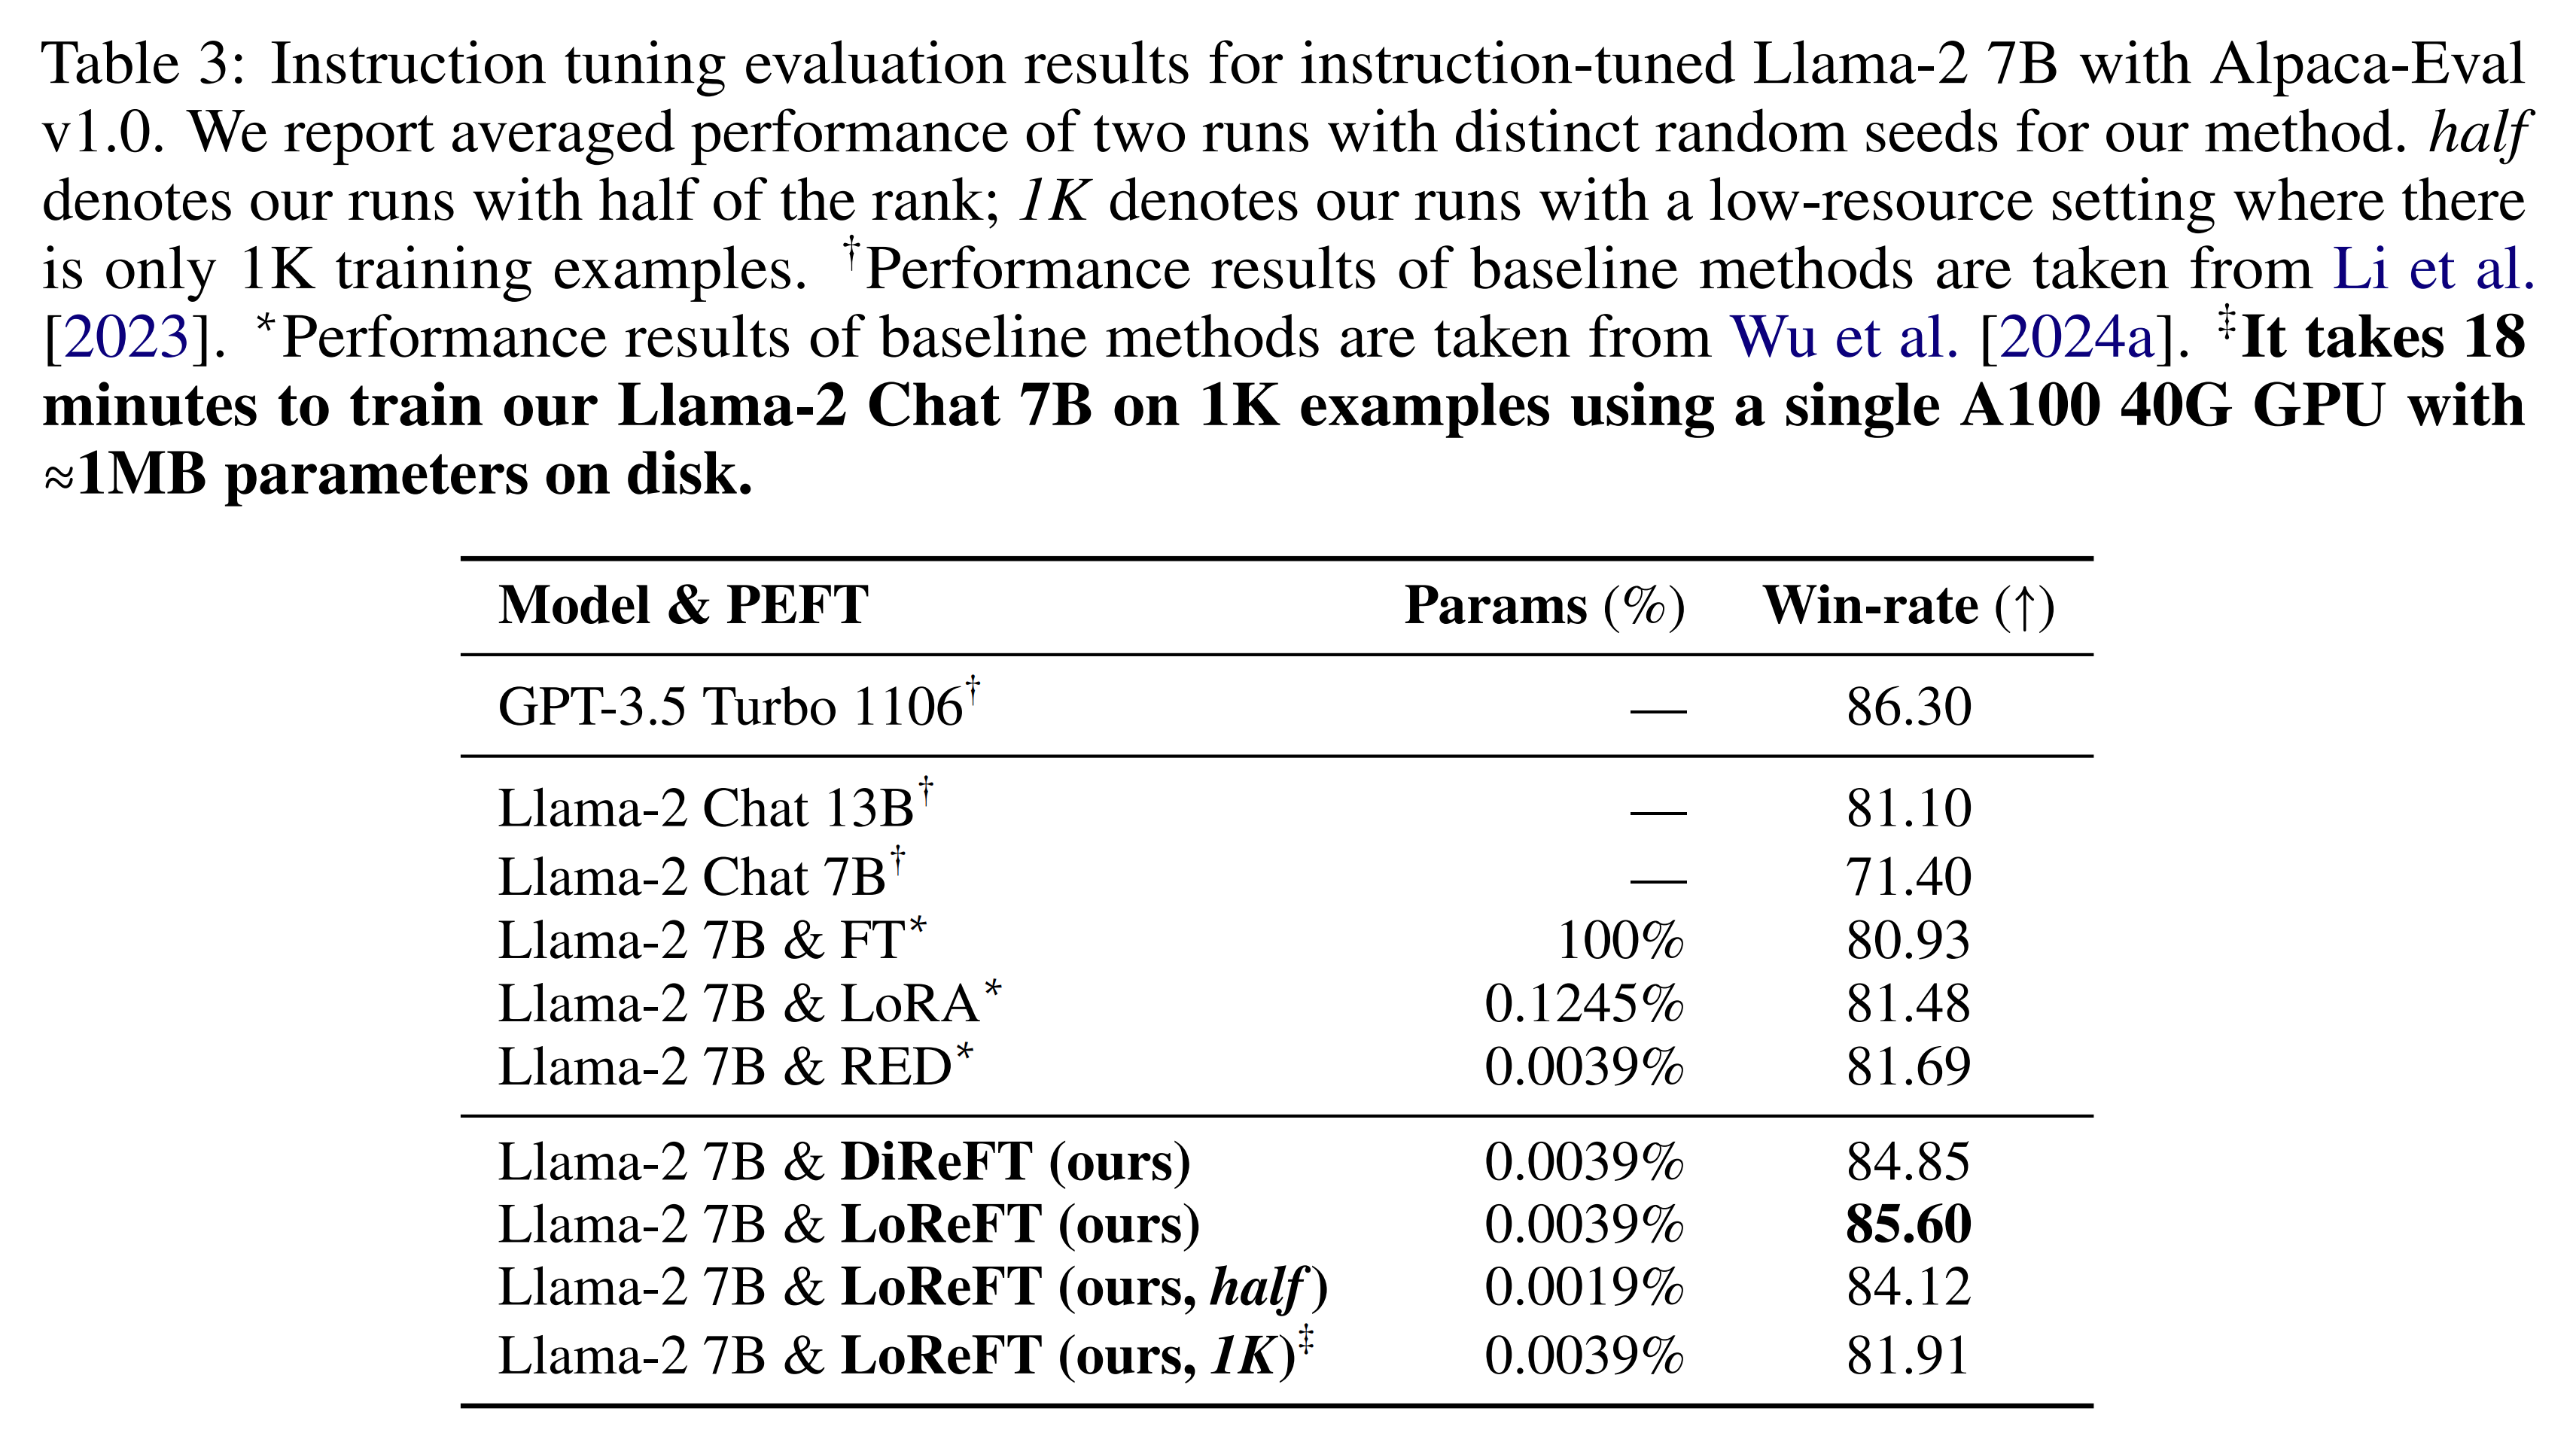 Table 3: Instruction tuning evaluation results for instruction-tuned Llama-2 7B with Alpaca-Eval
v1.0. We report averaged performance of two runs with distinct random seeds for our method. half
denotes our runs with half of the rank; 1K denotes our runs with a low-resource setting where there
is only 1K training examples. †Performance results of baseline methods are taken from Li et al.
[2023]. *Performance results of baseline methods are taken from Wu et al. [2024a]. ‡It takes 18
minutes to train our Llama-2 Chat 7B on 1K examples using a single A100 40G GPU with
≈1MB parameters on disk.
Model & PEFT Params (%) Win-rate (↑)
GPT-3.5 Turbo 1106† — 86.30
Llama-2 Chat 13B† — 81.10
Llama-2 Chat 7B† — 71.40
Llama-2 7B & FT* 100% 80.93
Llama-2 7B & LoRA* 0.1245% 81.48
Llama-2 7B & RED* 0.0039% 81.69
Llama-2 7B & DiReFT (ours) 0.0039% 84.85
Llama-2 7B & LoReFT (ours) 0.0039% 85.60
Llama-2 7B & LoReFT (ours, half) 0.0019% 84.12
Llama-2 7B & LoReFT (ours, 1K)‡ 0.0039% 81.91